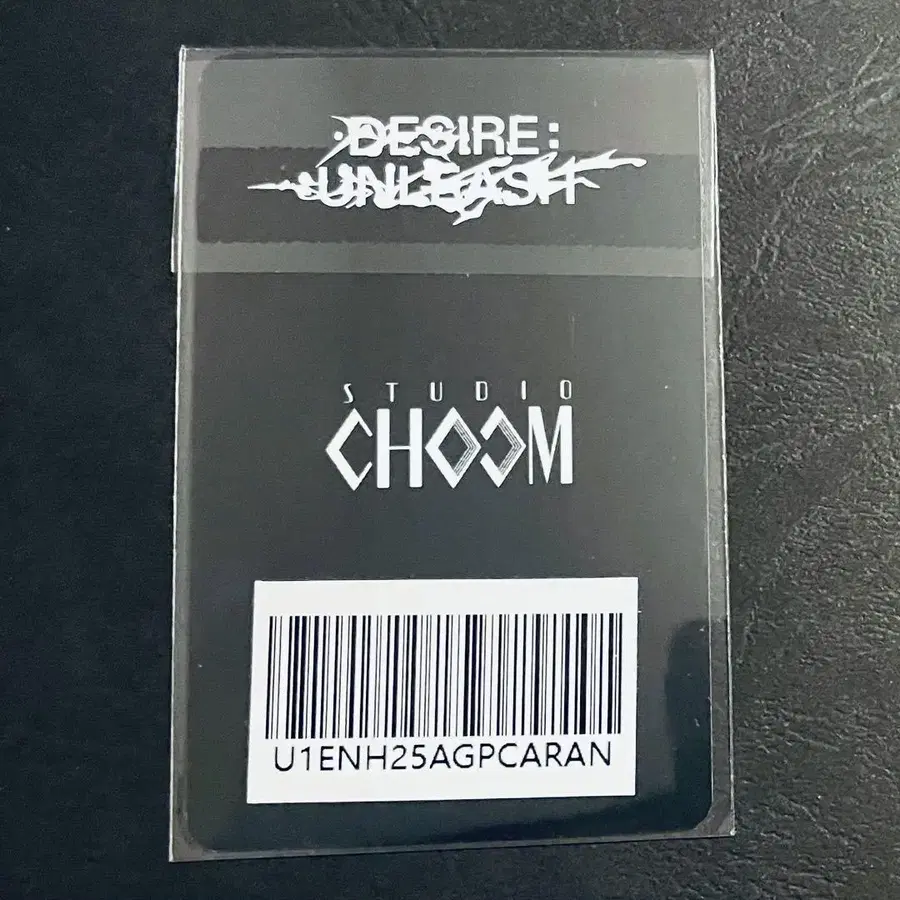 DESIRE:
UNLEASH
STUDIO
CHOOM
U1ENH25AGPCARAN